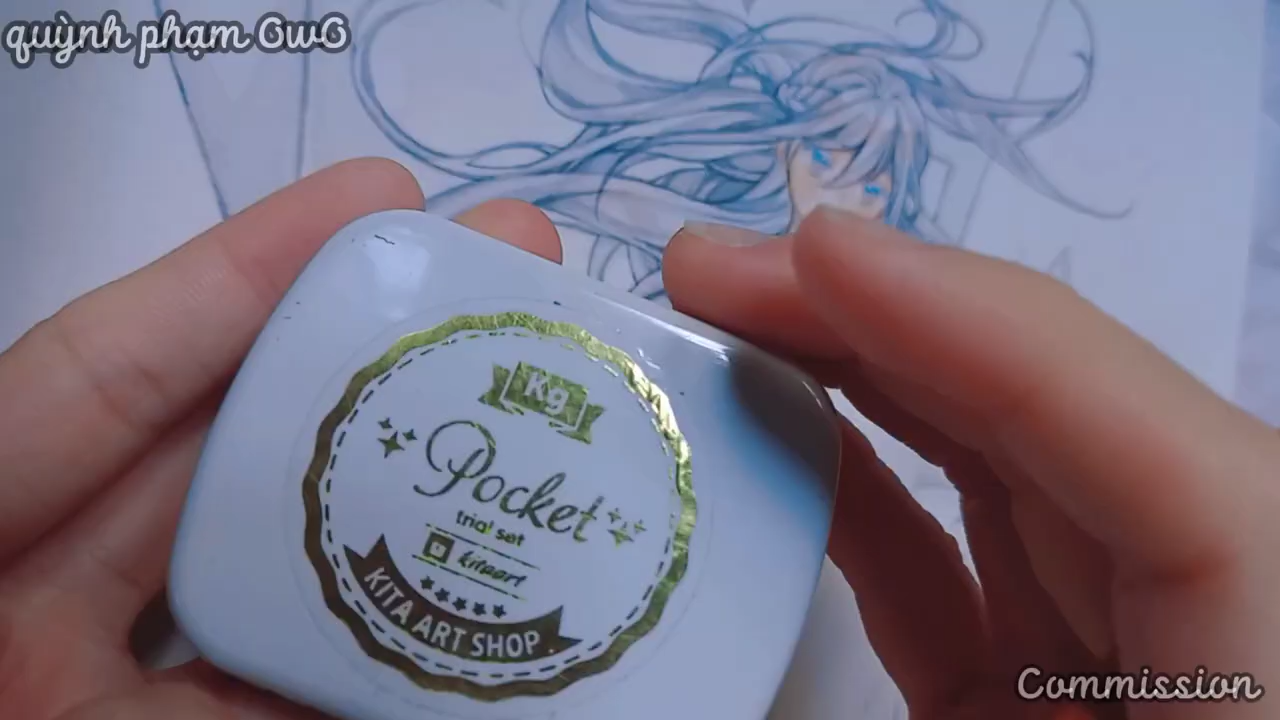 quỳnh phạm OwO
Kg
Pocket
trial set
kitaart
KITA ART SHOP
Commission